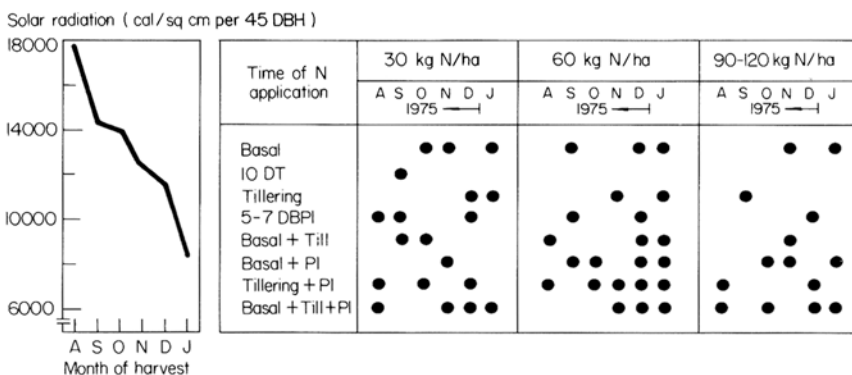 Solar radiation ( cal/sq cm per 45 DBH)
18000
14000
10000
6000
A S O N D J
Month of harvest
Time of N
application
30 kg N/ha
60 kg N/ha
90-120 kg N/ha
A S O N D J
1975
A S O N D J
1975
A S O N D J
1975
Basal
10 DT
Tillering
5-7 DBPI
Basal + Till
Basal + PI
Tillering + PI
Basal + Till + PI